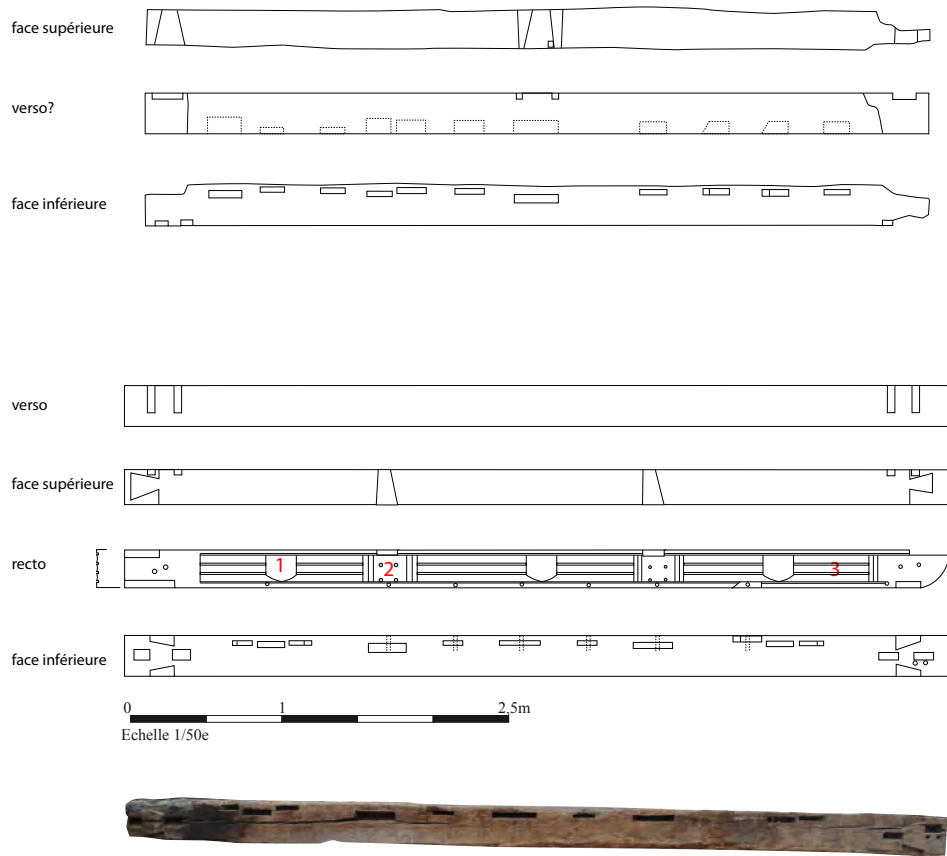 face supérieure
verso?
face inférieure
verso
face supérieure
recto
1
2
3
face inférieure
0 1 2,5m
Echelle 1/50e